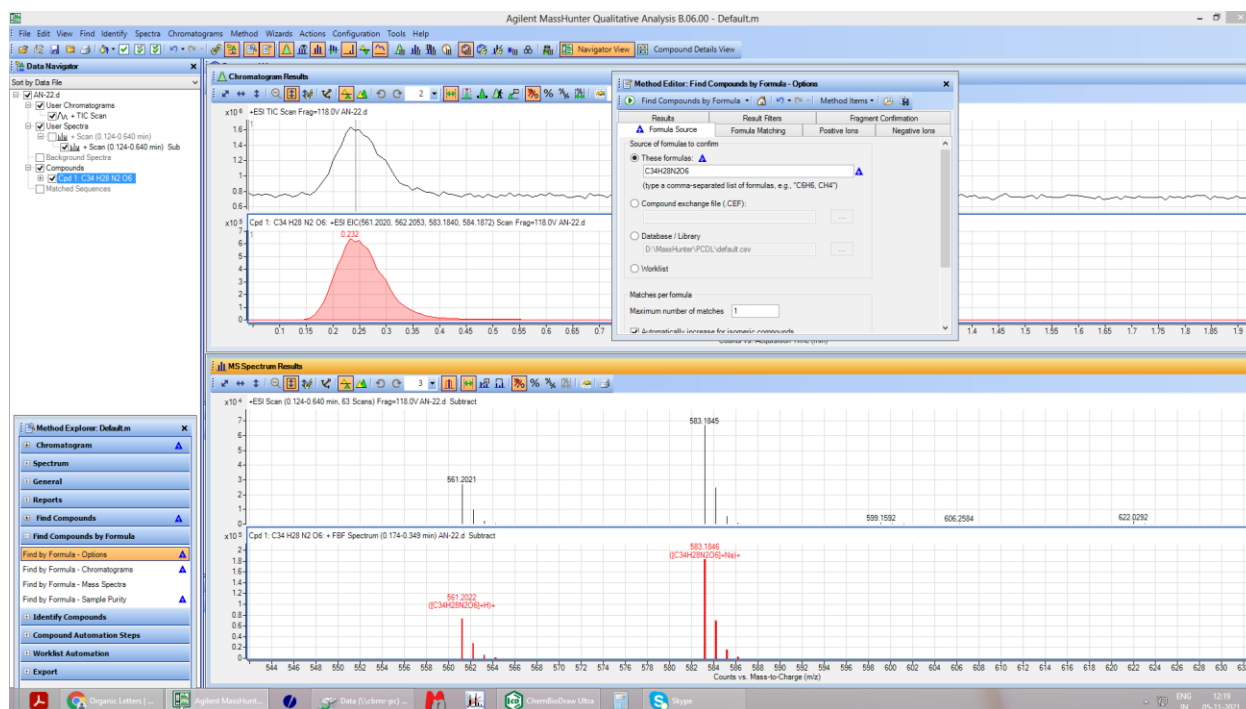 Agilent MassHunter Qualitative Analysis B.06.00 - Default.m
File Edit View Find Identify Spectra Chromatograms Method Wizards Actions Configuration Tools Help
Navigator View Compound Details View
Data Navigator
Sort by Data File
AN-22.d
User Chromatograms
+ TIC Scan
User Spectra
+ Scan (0.124-0.640 min)
+ Scan (0.124-0.640 min) Sub
Background Spectra
Compounds
Cpd 1: C34 H28 N2 O6
Matched Sequences
Chromatogram Results
2
x10 6 +ESI TIC Scan Frag=118.0V AN-22.d
1
1.6
1.4
1.2
1
0.8
0.6
x10 5 Cpd 1: C34 H28 N2 O6: +ESI EIC(561.2020, 562.2053, 583.1840, 584.1872) Scan Frag=118.0V AN-22.d
1
0.232
7
6
5
4
3
2
1
0
0.1 0.15 0.2 0.25 0.3 0.35 0.4 0.45 0.5 0.55 0.6 0.65 0.7 1.4 1.45 1.5 1.55 1.6 1.65 1.7 1.75 1.8 1.85 1.9
Counts vs. Acquisition Time (min)
Method Editor: Find Compounds by Formula - Options
Find Compounds by Formula Method Items
Results Result Filters Fragment Confirmation
Formula Source Formula Matching Positive Ions Negative Ions
Source of formulas to confirm
These formulas:
C34H28N2O6
(type a comma-separated list of formulas, e.g., "C6H6, CH4")
Compound exchange file (.CEF):
...
Database / Library
D:\MassHunter\PCDL\default.csv
...
Worklist
Matches per formula
Maximum number of matches 1
Automatically increase for isomeric compounds
MS Spectrum Results
3
x10 4 +ESI Scan (0.124-0.640 min, 63 Scans) Frag=118.0V AN-22.d Subtract
583.1845
7
6
5
4
3
2
1
0
561.2021
599.1592
606.2584
622.0292
x10 5 Cpd 1: C34 H28 N2 O6: + FBF Spectrum (0.174-0.349 min) AN-22.d Subtract
583.1846
([C34H28N2O6]+Na)+
2
1.8
1.6
1.4
1.2
1
0.8
0.6
0.4
0.2
0
561.2022
([C34H28N2O6]+H)+
544 546 548 550 552 554 556 558 560 562 564 566 568 570 572 574 576 578 580 582 584 586 588 590 592 594 596 598 600 602 604 606 608 610 612 614 616 618 620 622 624 626 628 630 632
Counts vs. Mass-to-Charge (m/z)
Method Explorer: Default.m
Chromatogram
Spectrum
General
Reports
Find Compounds
Find Compounds by Formula
Find by Formula - Options
Find by Formula - Chromatograms
Find by Formula - Mass Spectra
Find by Formula - Sample Purity
Identify Compounds
Compound Automation Steps
Worklist Automation
Export
Organic Letters |... Agilent MassHunt... Data (\\cbmr-pc) ... ChemBioDraw Ultra Skype
ENG 12:19
IN 05-11-2021